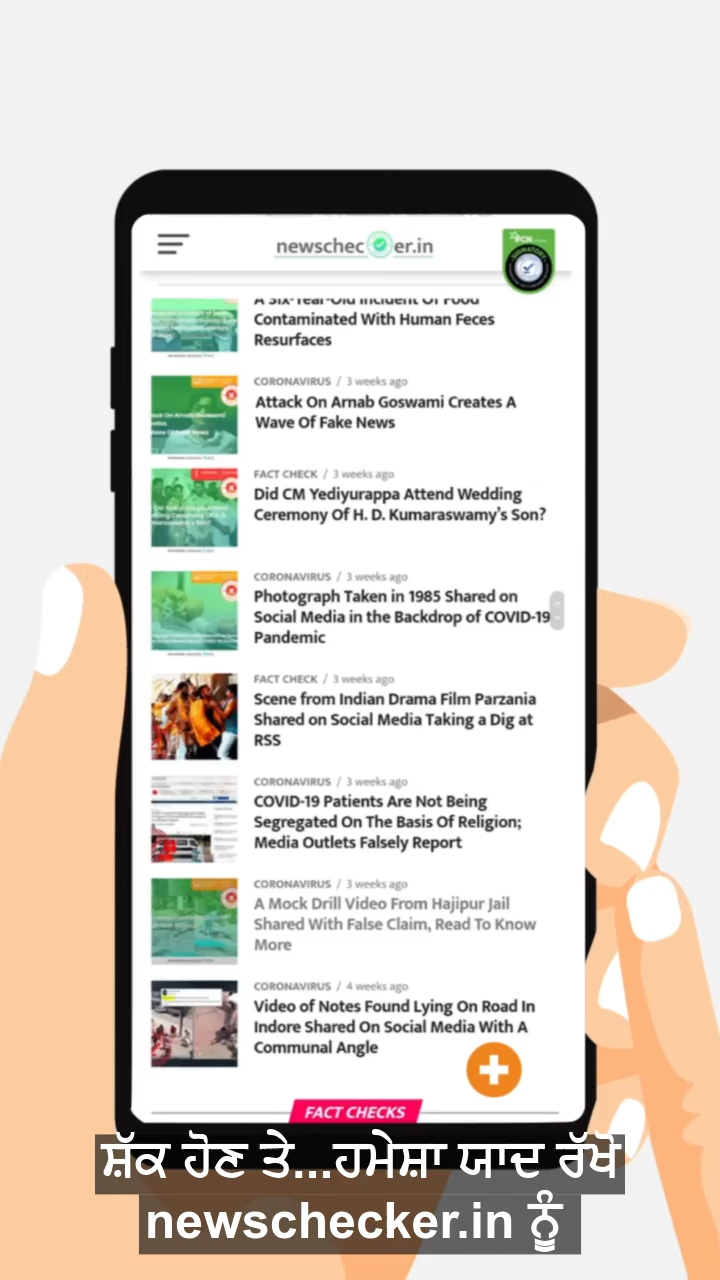 newschecker.in
IFCN
SIGNATORY
A Six-Year-Old Incident Of Food
Contaminated With Human Feces
Resurfaces
CORONAVIRUS / 3 weeks ago
Attack On Arnab Goswami Creates A
Wave Of Fake News
FACT CHECK / 3 weeks ago
Did CM Yediyurappa Attend Wedding
Ceremony Of H. D. Kumaraswamy’s Son?
CORONAVIRUS / 3 weeks ago
Photograph Taken in 1985 Shared on
Social Media in the Backdrop of COVID-19
Pandemic
FACT CHECK / 3 weeks ago
Scene from Indian Drama Film Parzania
Shared on Social Media Taking a Dig at
RSS
CORONAVIRUS / 3 weeks ago
COVID-19 Patients Are Not Being
Segregated On The Basis Of Religion;
Media Outlets Falsely Report
CORONAVIRUS / 3 weeks ago
A Mock Drill Video From Hajipur Jail
Shared With False Claim, Read To Know
More
CORONAVIRUS / 4 weeks ago
Video of Notes Found Lying On Road In
Indore Shared On Social Media With A
Communal Angle
FACT CHECKS
ਸ਼ੱਕ ਹੋਣ ਤੇ...ਹਮੇਸ਼ਾ ਯਾਦ ਰੱਖੋ
newschecker.in ਨੂੰ